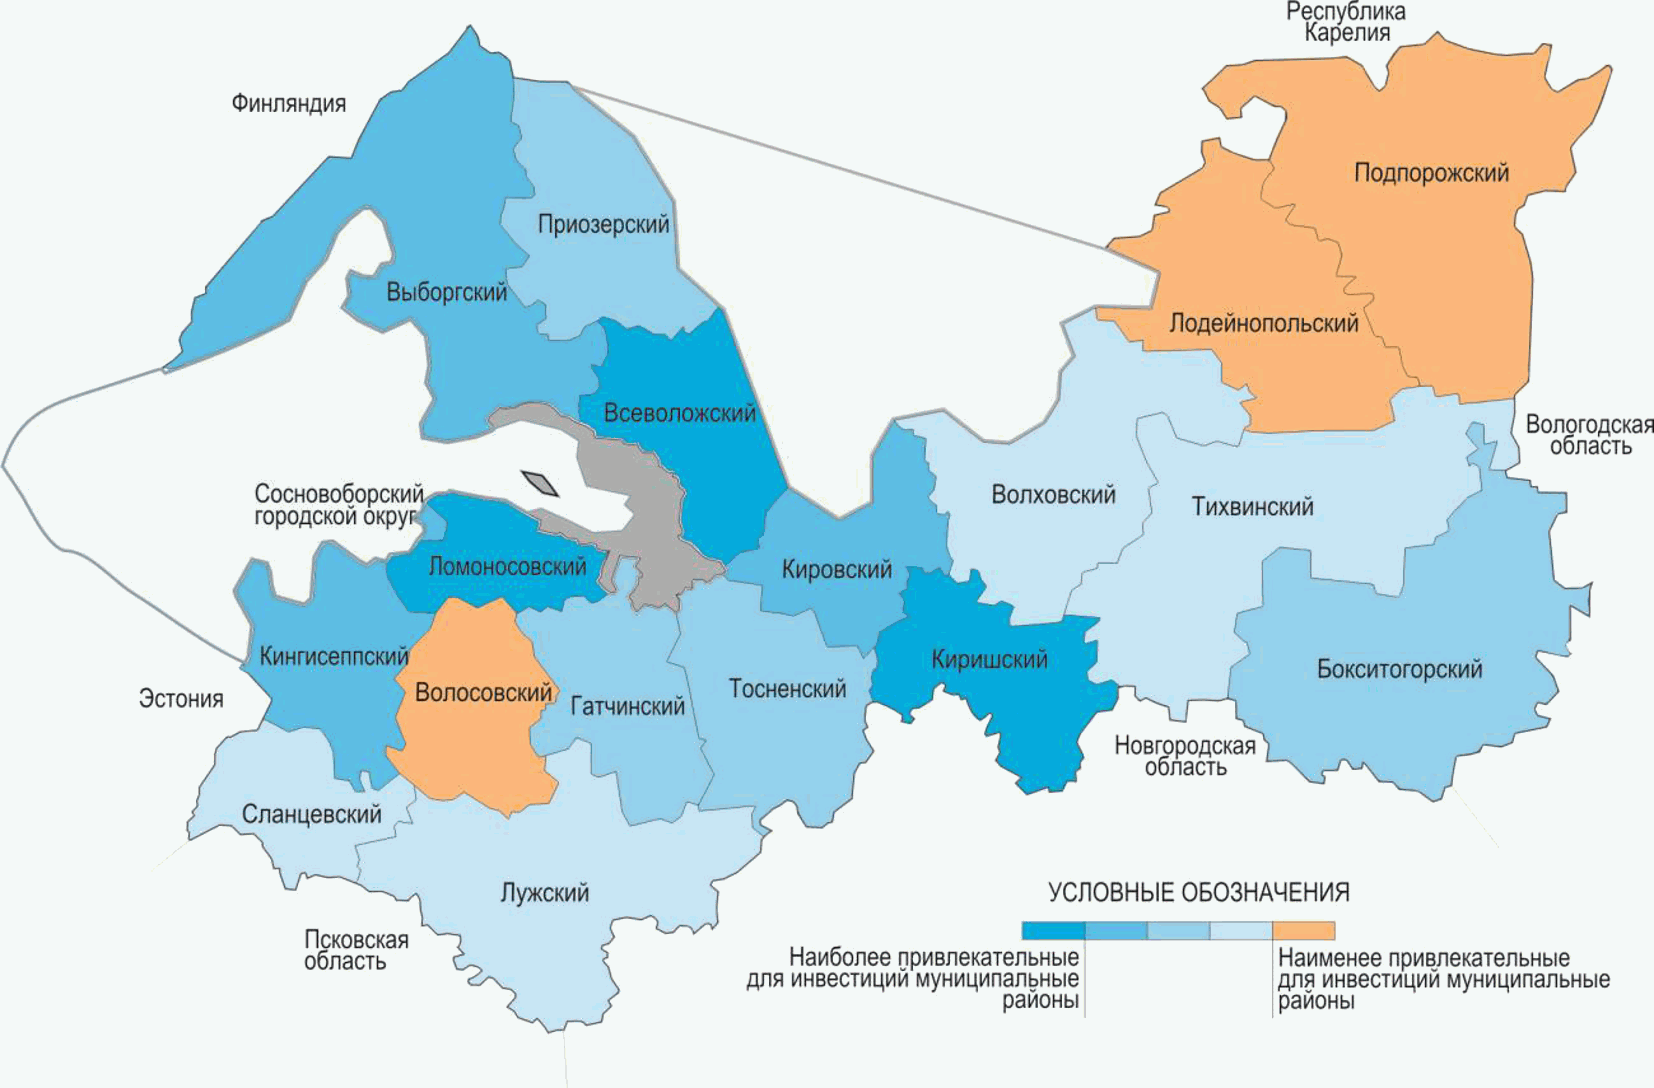 Республика
Карелия
Финляндия
Подпорожский
Приозерский
Выборгский
Лодейнопольский
Всеволожский
Вологодская
область
Сосновоборский
городской округ
Волховский
Тихвинский
Ломоносовский
Кировский
Кингисеппский
Киришский
Бокситогорский
Эстония
Волосовский
Гатчинский
Тосненский
Новгородская
область
Сланцевский
Лужский
УСЛОВНЫЕ ОБОЗНАЧЕНИЯ
Псковская
область
Наиболее привлекательные
для инвестиций муниципальные
районы
Наименее привлекательные
для инвестиций муниципальные
районы